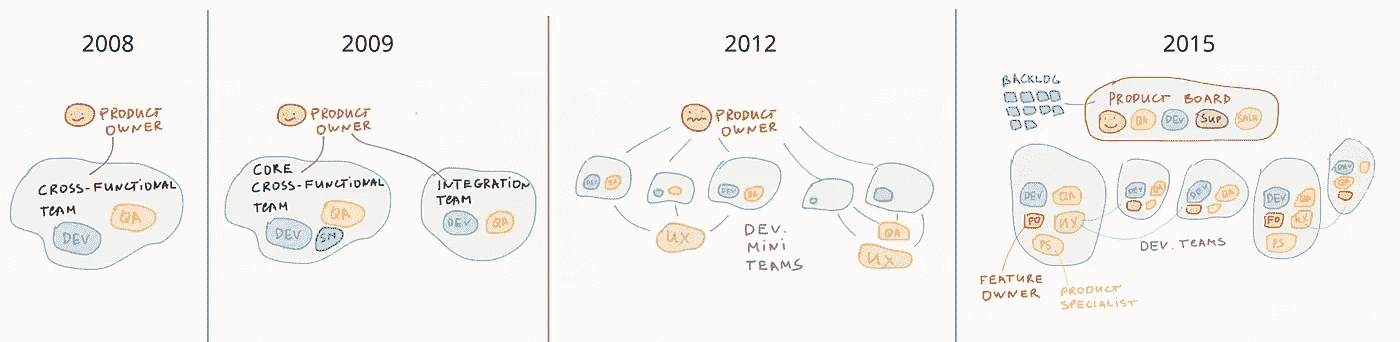 2008
PRODUCT
OWNER
CROSS-FUNCTIONAL
TEAM
QA
DEV
2009
PRODUCT
OWNER
CORE
CROSS-FUNCTIONAL
TEAM
QA
DEV
SM
INTEGRATION
TEAM
DEV
QA
2012
PRODUCT
OWNER
DEV
QA
DEV
QA
UX
DEV.
MINI
TEAMS
QA
UX
2015
BACKLOG
PRODUCT BOARD
QA
DEV
SUP
SALE
DEV
QA
FO
UX
PS
DEV
QA
DEV
QA
DEV
FO
UX
PS
DEV
QA
DEV. TEAMS
FEATURE
OWNER
PRODUCT
SPECIALIST